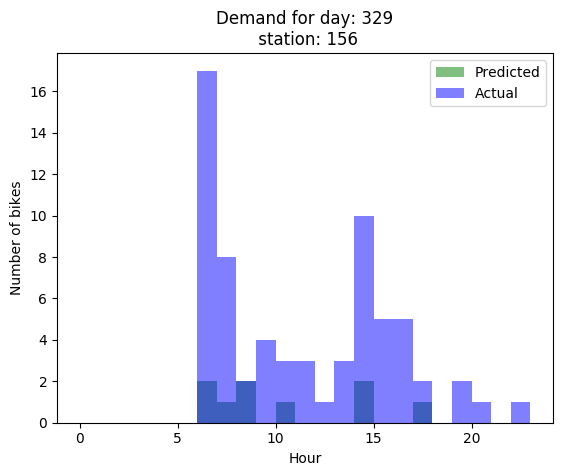 Demand for day: 329
station: 156
Predicted
Actual
Number of bikes
16
14
12
10
8
6
4
2
0
0 5 10 15 20
Hour